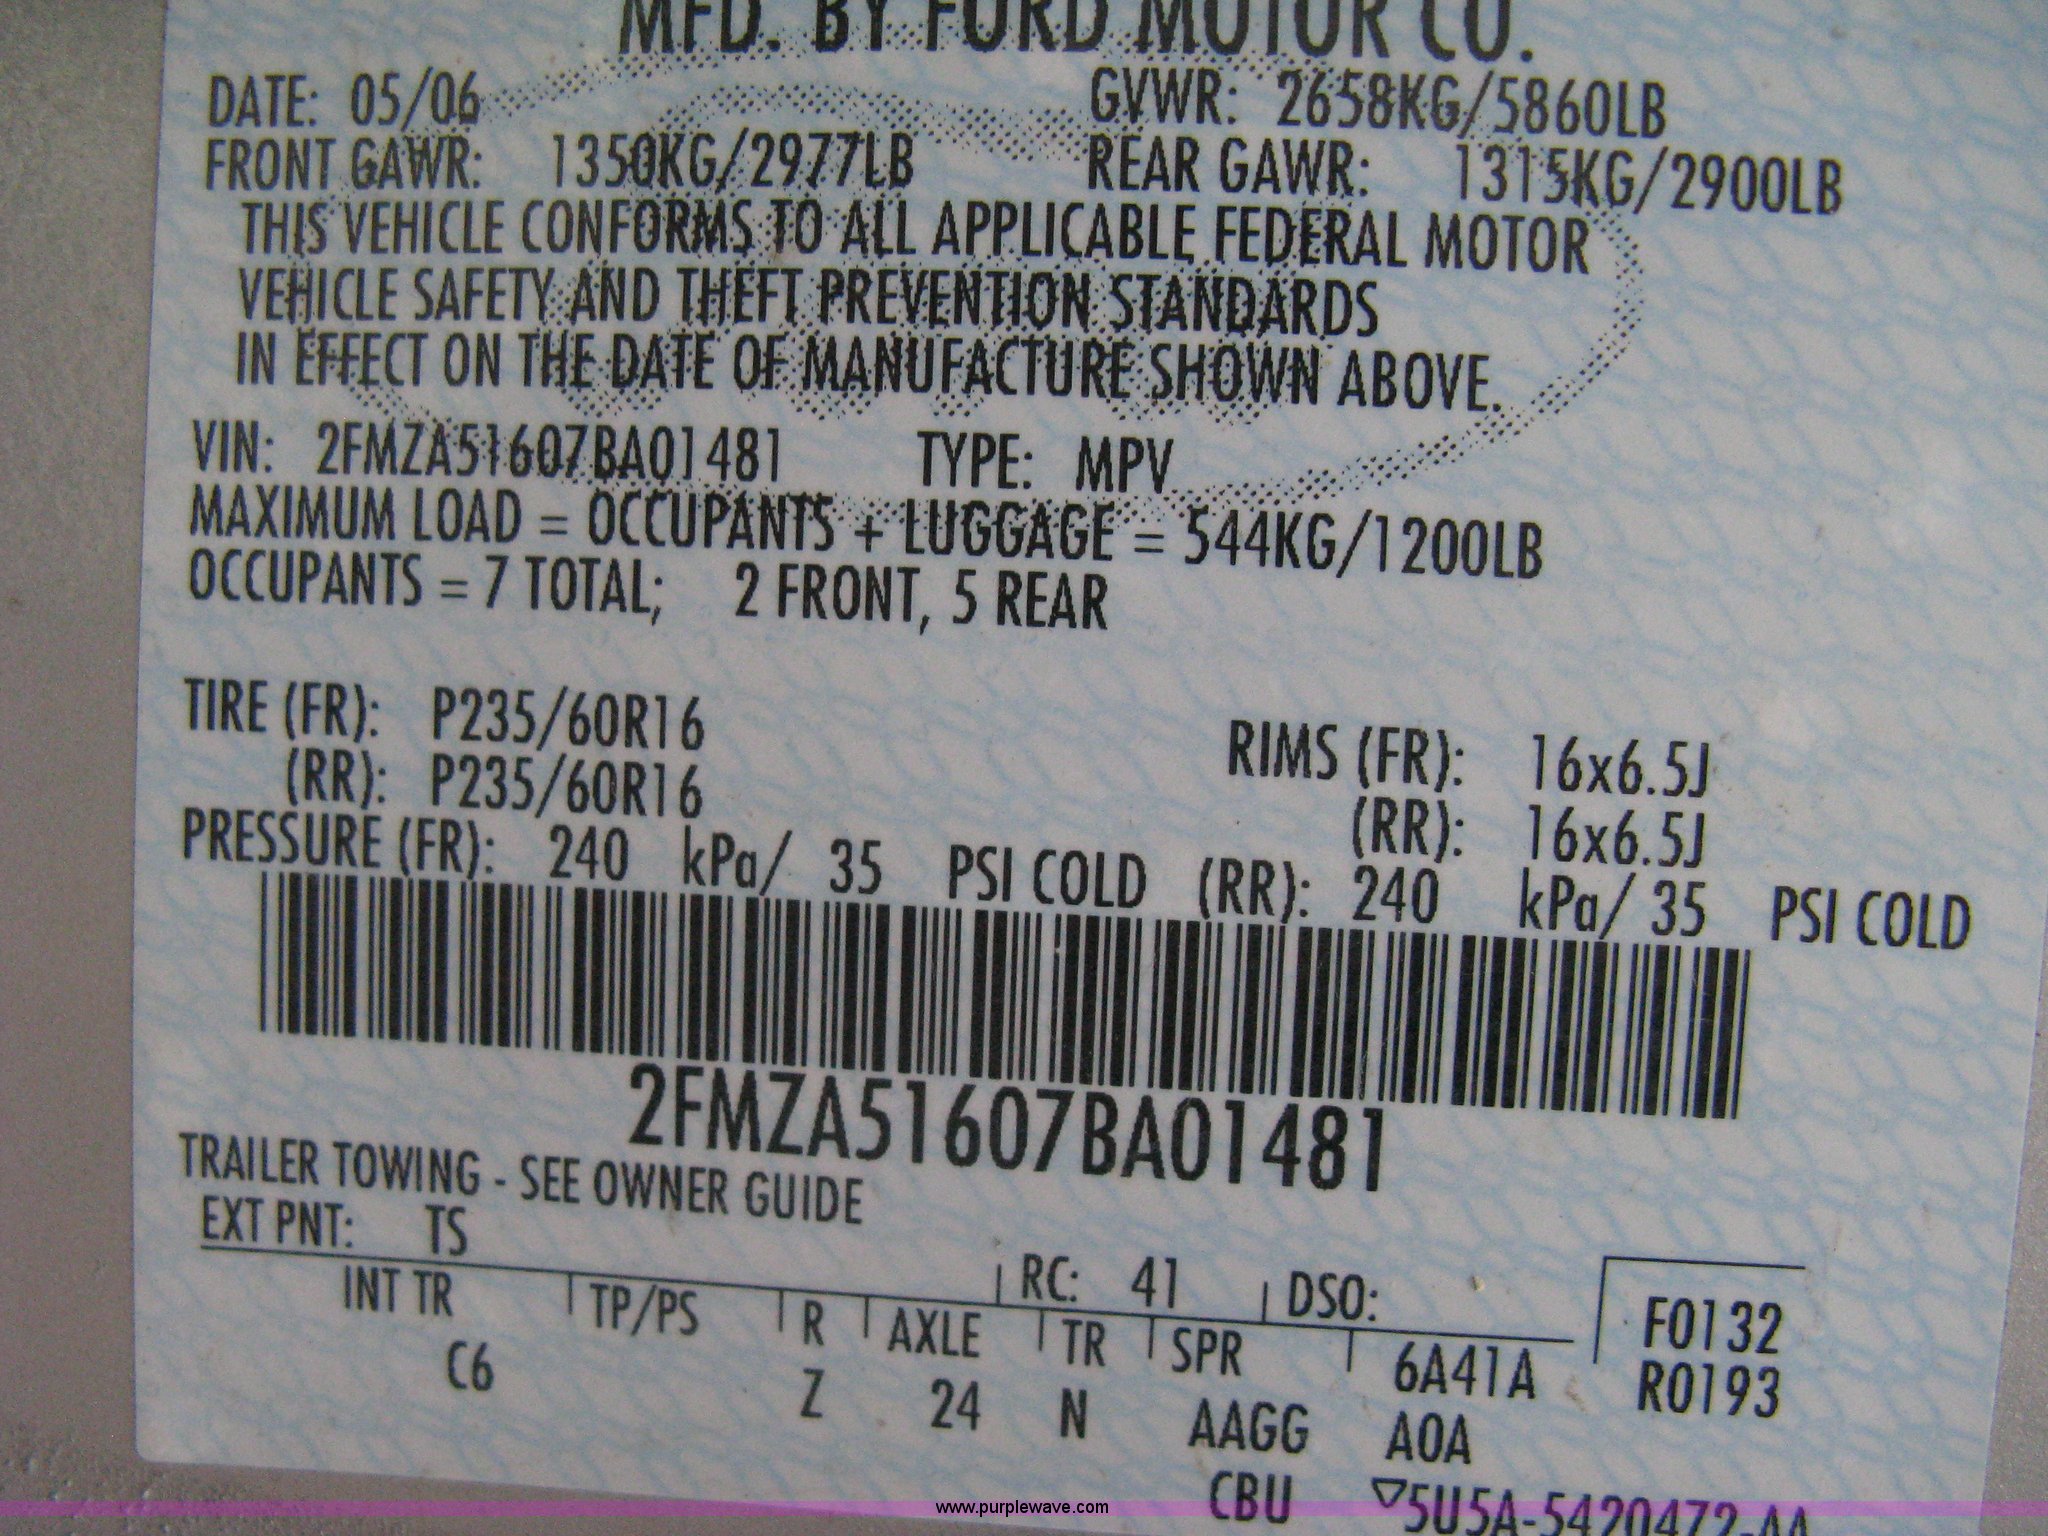 MFD. BY FORD MOTOR CO.
DATE: 05/06 GVWR: 2658KG/5860LB
FRONT GAWR: 1350KG/2977LB REAR GAWR: 1315KG/2900LB
THIS VEHICLE CONFORMS TO ALL APPLICABLE FEDERAL MOTOR
VEHICLE SAFETY AND THEFT PREVENTION STANDARDS
IN EFFECT ON THE DATE OF MANUFACTURE SHOWN ABOVE.
VIN: 2FMZA51607BA01481 TYPE: MPV
MAXIMUM LOAD = OCCUPANTS + LUGGAGE = 544KG/1200LB
OCCUPANTS = 7 TOTAL; 2 FRONT, 5 REAR
TIRE (FR): P235/60R16 RIMS (FR): 16x6.5J
(RR): P235/60R16 (RR): 16x6.5J
PRESSURE (FR): 240 kPa/ 35 PSI COLD (RR): 240 kPa/ 35 PSI COLD
2FMZA51607BA01481
TRAILER TOWING - SEE OWNER GUIDE
EXT PNT: TS RC: 41 DSO: F0132
INT TR TP/PS R AXLE TR SPR 6A41A R0193
C6 Z 24 N AAGG A0A
CBU ▽5U5A-5420472-AA
www.purplewave.com